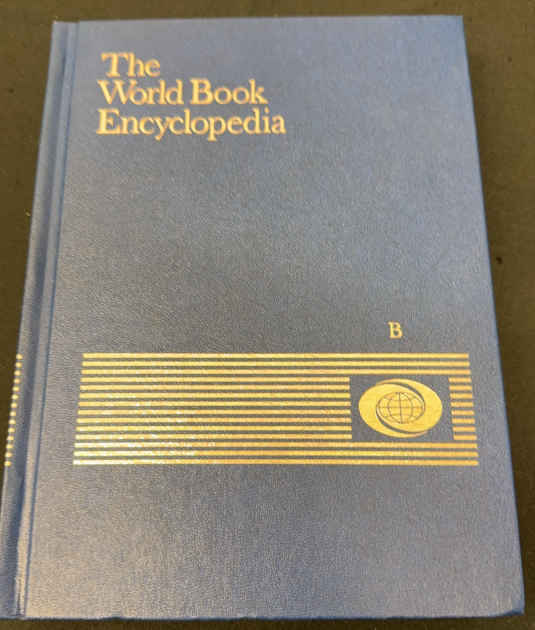 The
World Book
Encyclopedia
B